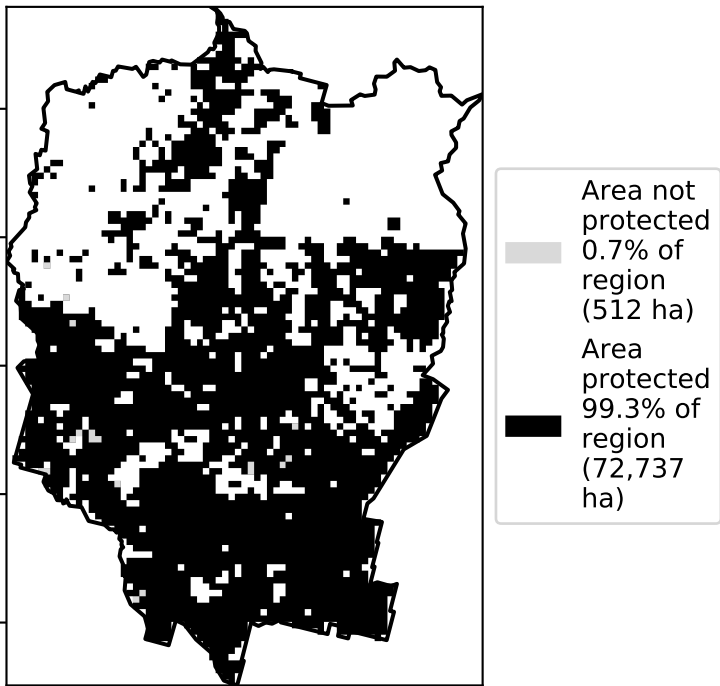 Area not
protected
0.7% of
region
(512 ha)
Area
protected
99.3% of
region
(72,737
ha)